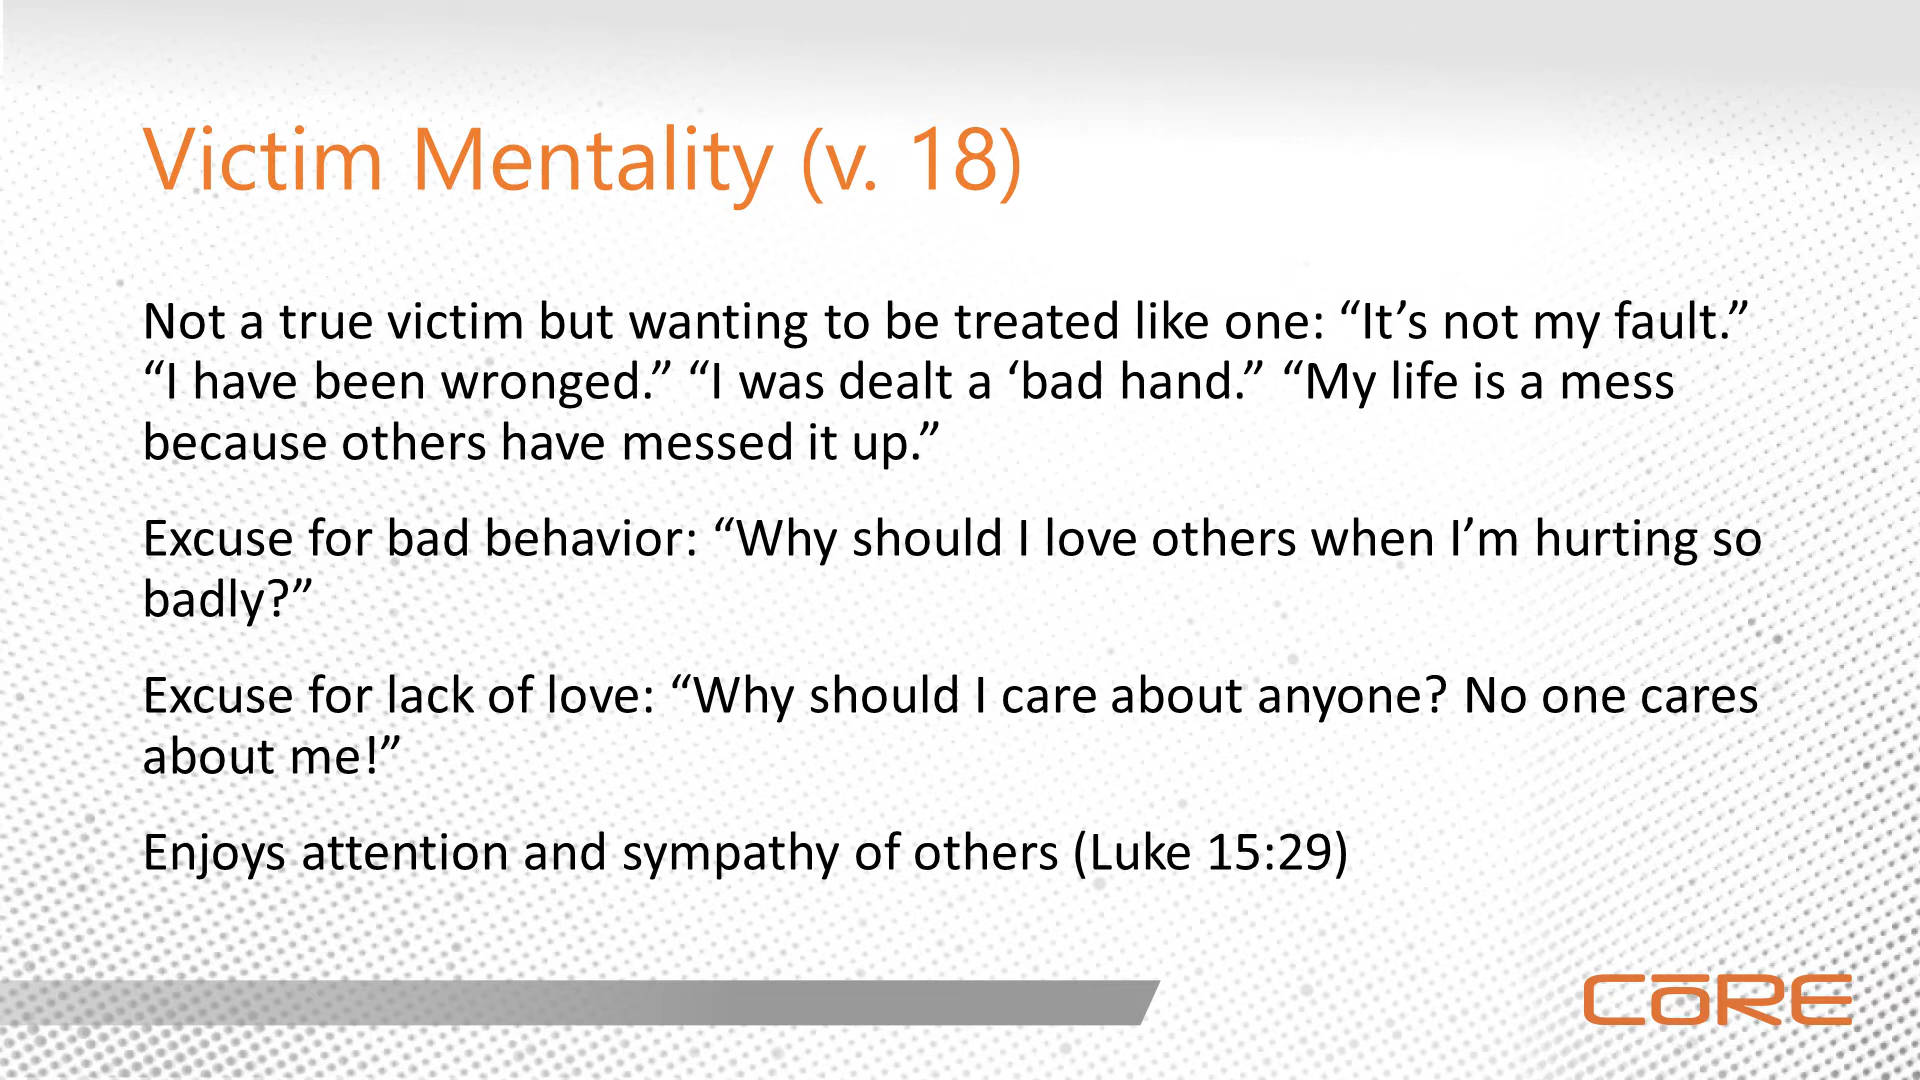 Victim Mentality (v. 18)
Not a true victim but wanting to be treated like one: “It’s not my fault.”
“I have been wronged.” “I was dealt a ‘bad hand.” “My life is a mess
because others have messed it up.”
Excuse for bad behavior: “Why should I love others when I’m hurting so
badly?”
Excuse for lack of love: “Why should I care about anyone? No one cares
about me!”
Enjoys attention and sympathy of others (Luke 15:29)
CōRE